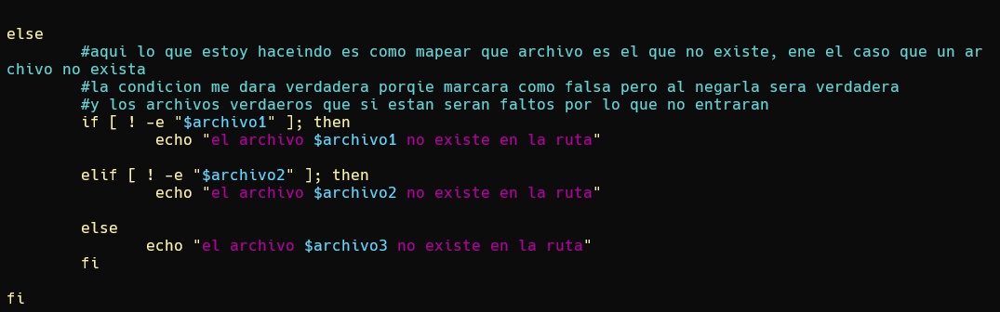 else
        #aqui lo que estoy haceindo es como mapear que archivo es el que no existe, ene el caso que un ar
chivo no exista
        #la condicion me dara verdadera porqie marcara como falsa pero al negarla sera verdadera
        #y los archivos verdaeros que si estan seran faltos por lo que no entraran
        if [ ! -e "$archivo1" ]; then
                echo "el archivo $archivo1 no existe en la ruta"

        elif [ ! -e "$archivo2" ]; then
                echo "el archivo $archivo2 no existe en la ruta"

        else
               echo "el archivo $archivo3 no existe en la ruta"
        fi

fi